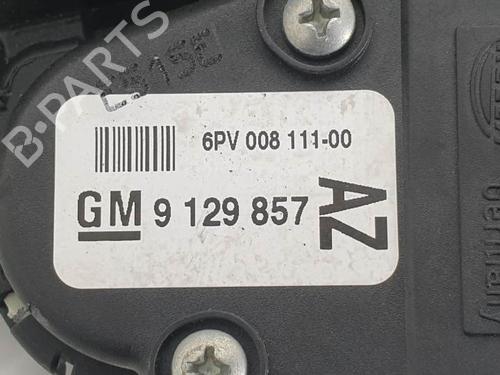 B-PARTS
6PV 008 111-00
GM 9 129 857
AZ
Germany